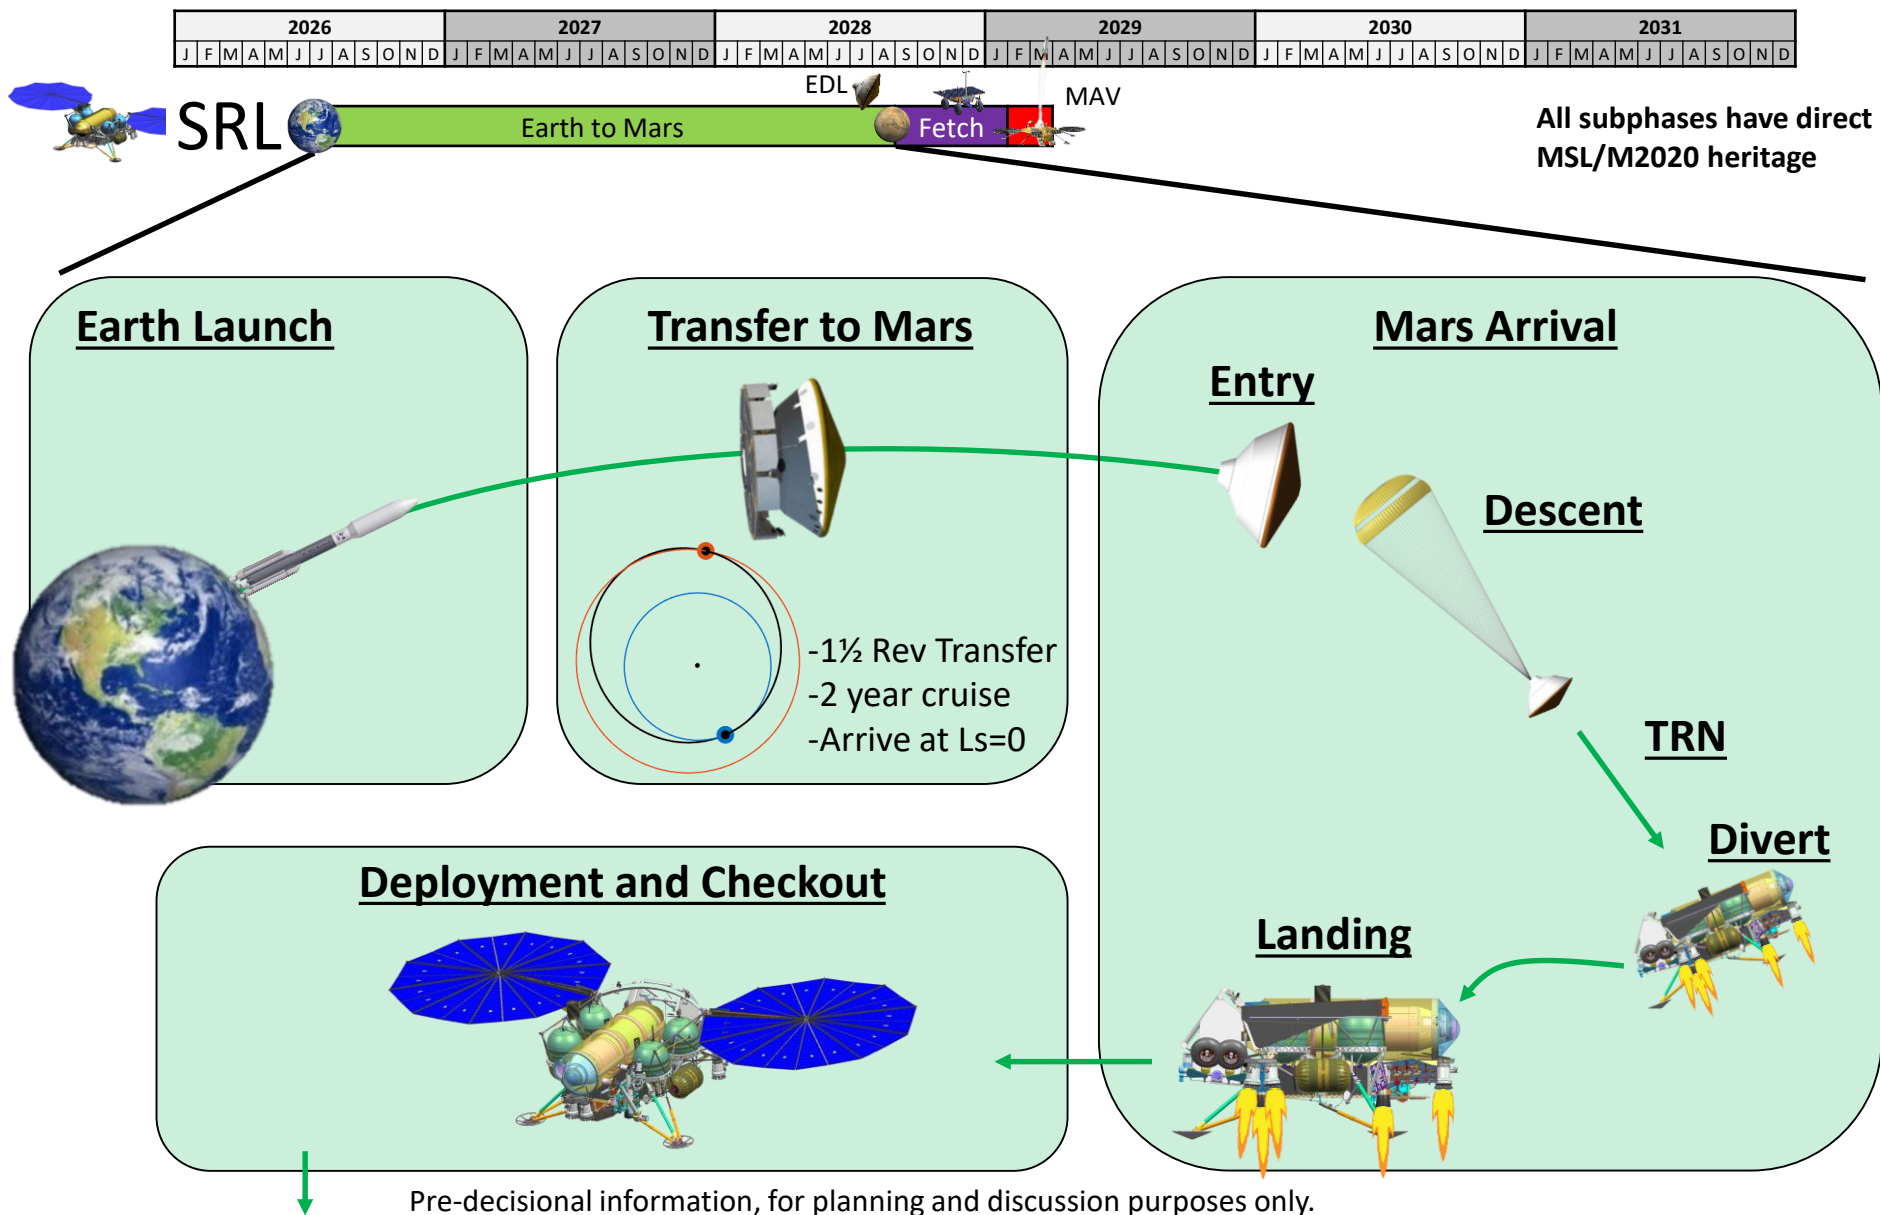 2026 2027 2028 2029 2030 2031
J F M A M J J A S O N D J F M A M J J A S O N D J F M A M J J A S O N D J F M A M J J A S O N D J F M A M J J A S O N D J F M A M J J A S O N D
EDL
MAV
SRL
Earth to Mars
Fetch
All subphases have direct
MSL/M2020 heritage
Earth Launch
Transfer to Mars
-1½ Rev Transfer
-2 year cruise
-Arrive at Ls=0
Mars Arrival
Entry
Descent
TRN
Divert
Landing
Deployment and Checkout
Pre-decisional information, for planning and discussion purposes only.